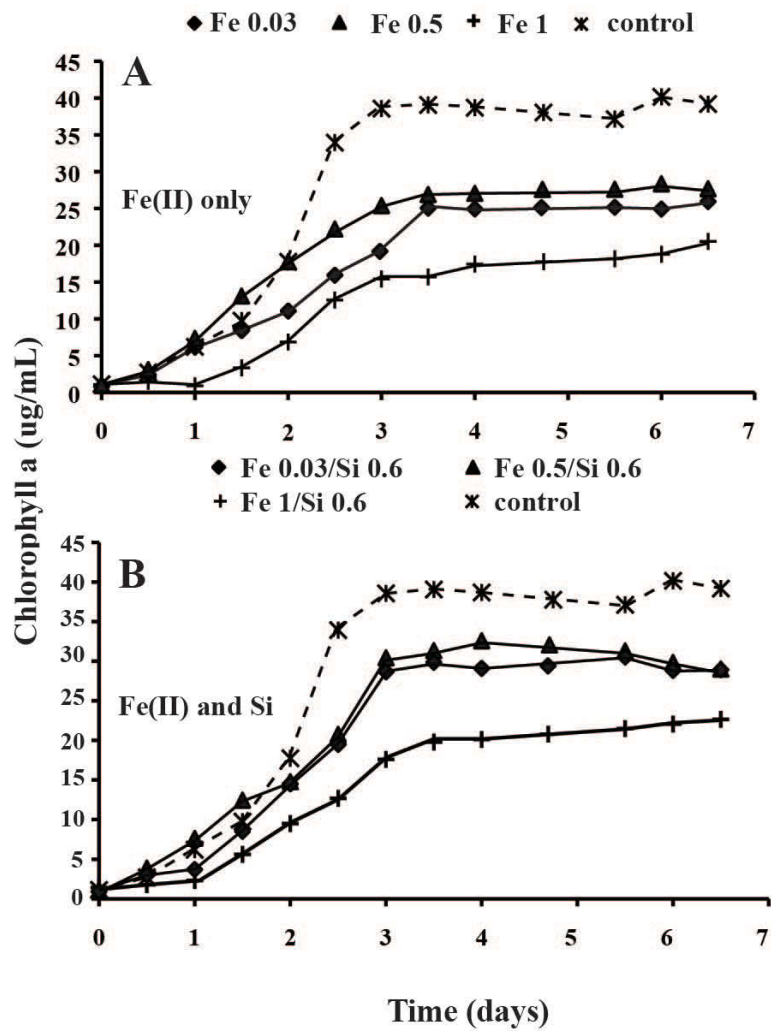 Fe 0.03 Fe 0.5 Fe 1 control
A
45
40
35
30
25
20
15
10
5
0
Fe(II) only
0 1 2 3 4 5 6 7
Chlorophyll a (ug/mL)
Fe 0.03/Si 0.6 Fe 0.5/Si 0.6
Fe 1/Si 0.6 control
B
45
40
35
30
25
20
15
10
5
0
Fe(II) and Si
0 1 2 3 4 5 6 7
Time (days)